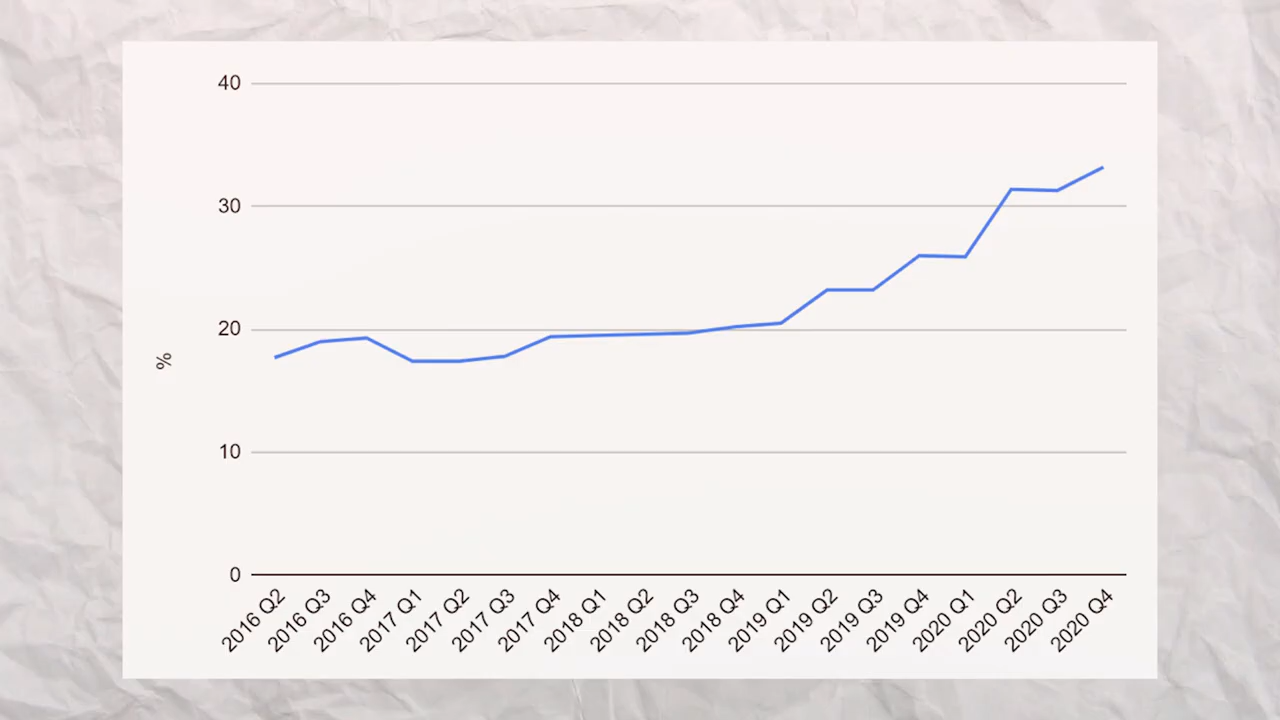 40
30
20
%
10
0
2016 Q2
2016 Q3
2016 Q4
2017 Q1
2017 Q2
2017 Q3
2017 Q4
2018 Q1
2018 Q2
2018 Q3
2018 Q4
2019 Q1
2019 Q2
2019 Q3
2019 Q4
2020 Q1
2020 Q2
2020 Q3
2020 Q4